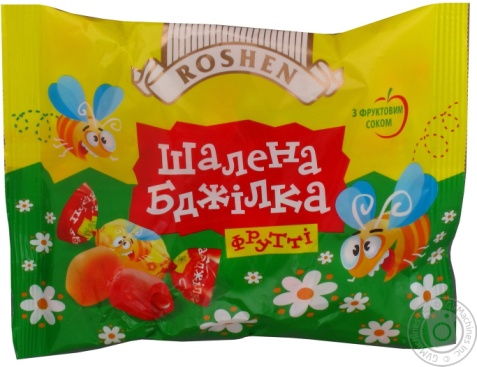 ROSHEN
З ФРУКТОВИМ
СОКОМ
Шалена
Бджілка
ФРУТТІ